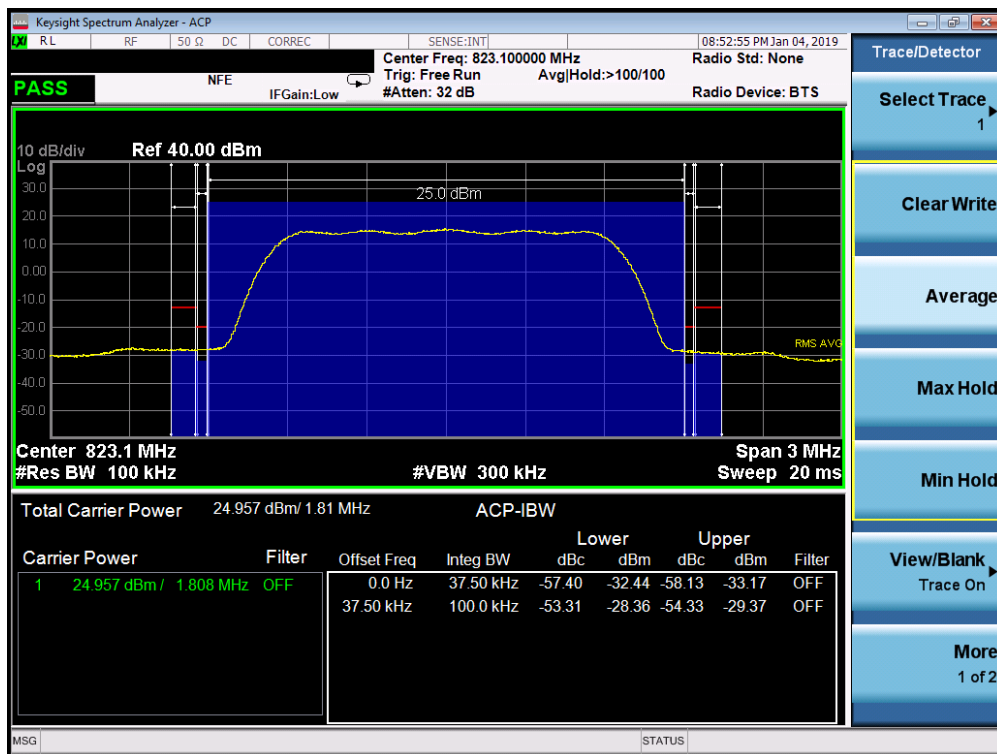 Keysight Spectrum Analyzer - ACP
LXI RL RF 50 Ω DC CORREC SENSE:INT 08:52:55 PM Jan 04, 2019
Center Freq: 823.100000 MHz Radio Std: None
PASS NFE Trig: Free Run Avg|Hold:>100/100
IFGain:Low #Atten: 32 dB Radio Device: BTS
10 dB/div Ref 40.00 dBm
Log
30.0
25.0 dBm
20.0
10.0
0.00
-10.0
-20.0
RMS AVG
-30.0
-40.0
-50.0
Center 823.1 MHz Span 3 MHz
#Res BW 100 kHz #VBW 300 kHz Sweep 20 ms
Total Carrier Power 24.957 dBm/ 1.81 MHz ACP-IBW
Lower Upper
Carrier Power Filter Offset Freq Integ BW dBc dBm dBc dBm Filter
1 24.957 dBm / 1.808 MHz OFF 0.0 Hz 37.50 kHz -57.40 -32.44 -58.13 -33.17 OFF
37.50 kHz 100.0 kHz -53.31 -28.36 -54.33 -29.37 OFF
MSG STATUS
Trace/Detector
Select Trace
1
Clear Write
Average
Max Hold
Min Hold
View/Blank
Trace On
More
1 of 2